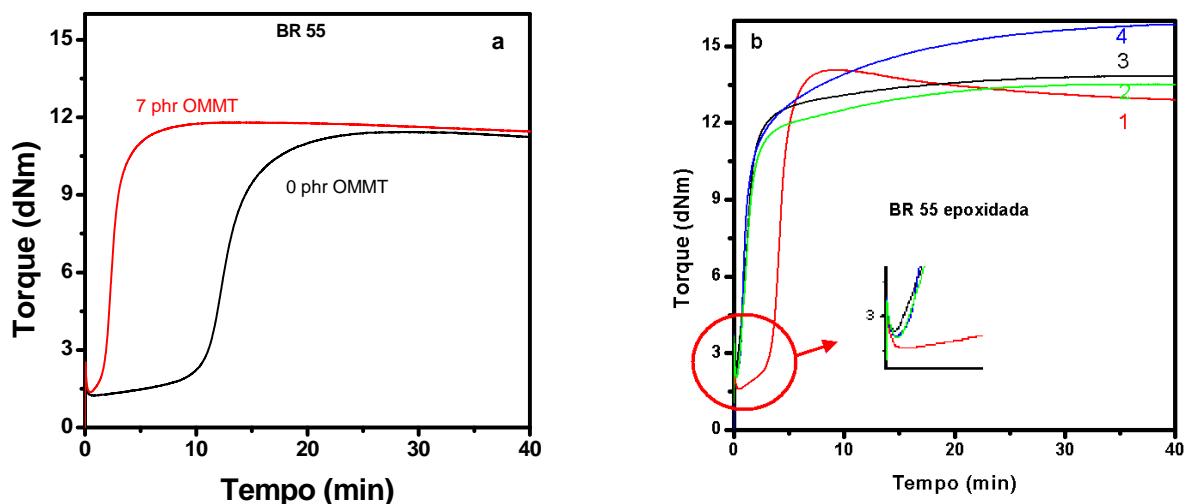 BR 55
a
15
12
9
6
3
0
Torque (dNm)
7 phr OMMT
0 phr OMMT
0 10 20 30 40
Tempo (min)
b
15
12
9
6
3
0
Torque (dNm)
4
3
2
1
BR 55 epoxidada
3
0 10 20 30 40
Tempo (min)